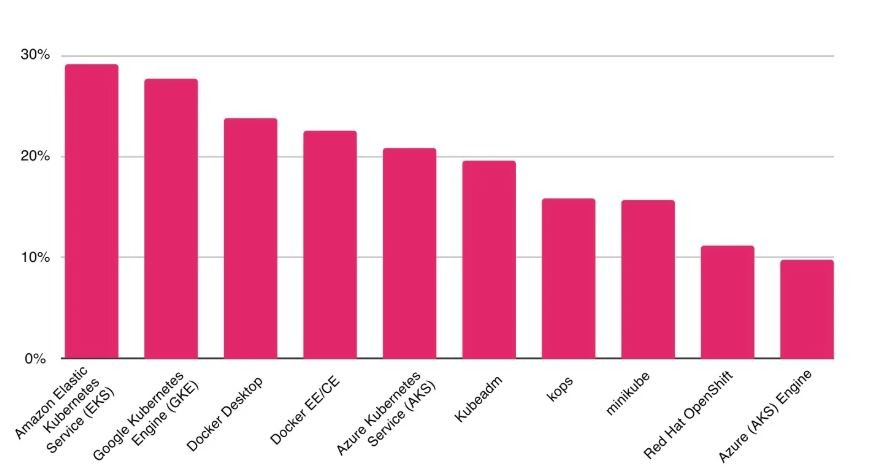 30%
20%
10%
0%
Amazon Elastic
Kubernetes
Service (EKS)
Google Kubernetes
Engine (GKE)
Docker Desktop
Docker EE/CE
Azure Kubernetes
Service (AKS)
Kubeadm
kops
minikube
Red Hat OpenShift
Azure (AKS) Engine